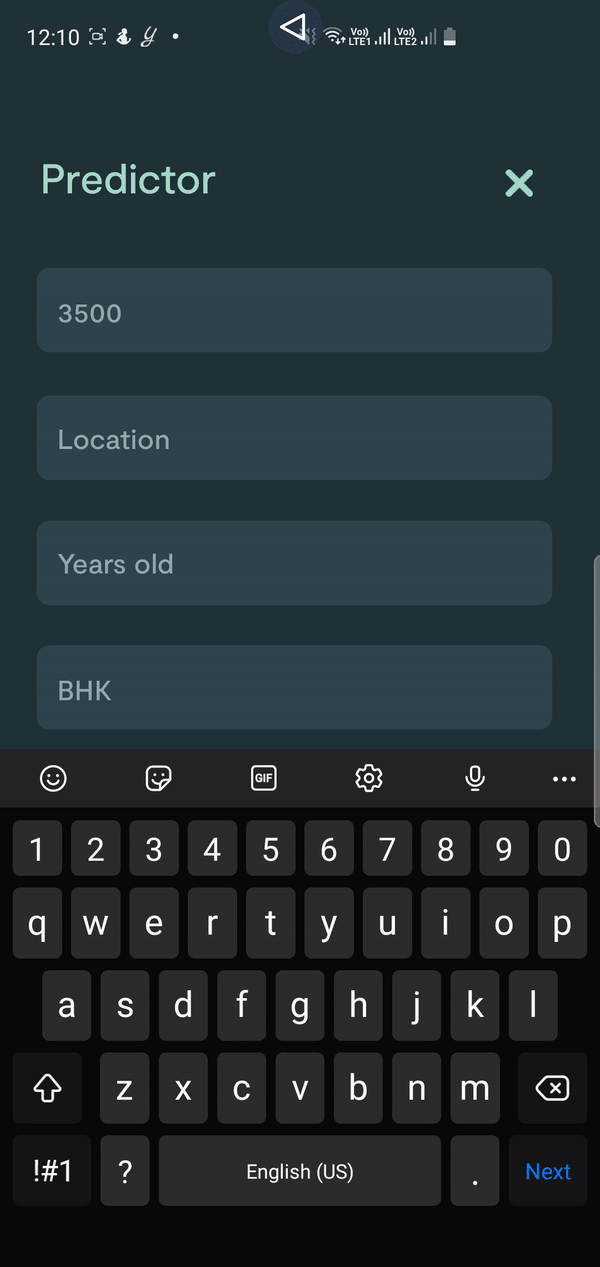 12:10 Vo)) LTE1 Vo)) LTE2
Predictor
3500
Location
Years old
BHK
GIF
1 2 3 4 5 6 7 8 9 0
q w e r t y u i o p
a s d f g h j k l
z x c v b n m
!#1 ? English (US) . Next